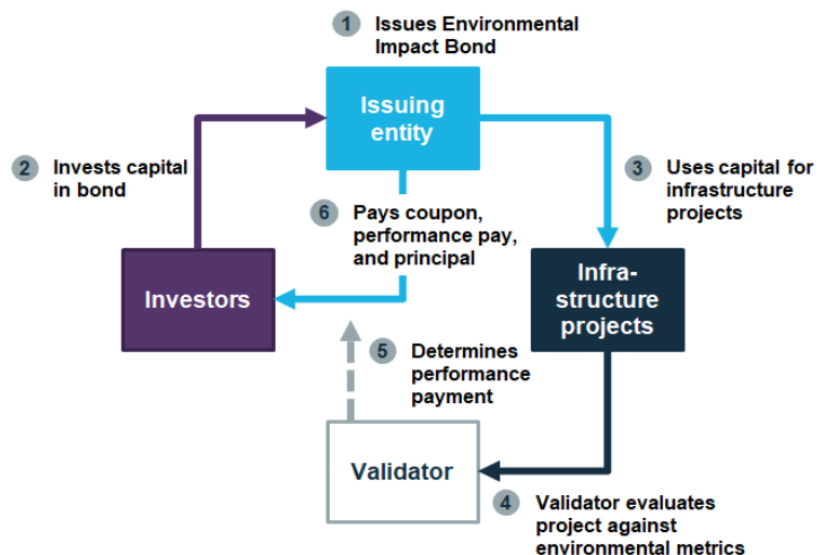 1 Issues Environmental
Impact Bond
Issuing
entity
2 Invests capital
in bond
3 Uses capital for
infrastructure
projects
6 Pays coupon,
performance pay,
and principal
Investors
Infra-
structure
projects
5 Determines
performance
payment
Validator
4 Validator evaluates
project against
environmental metrics